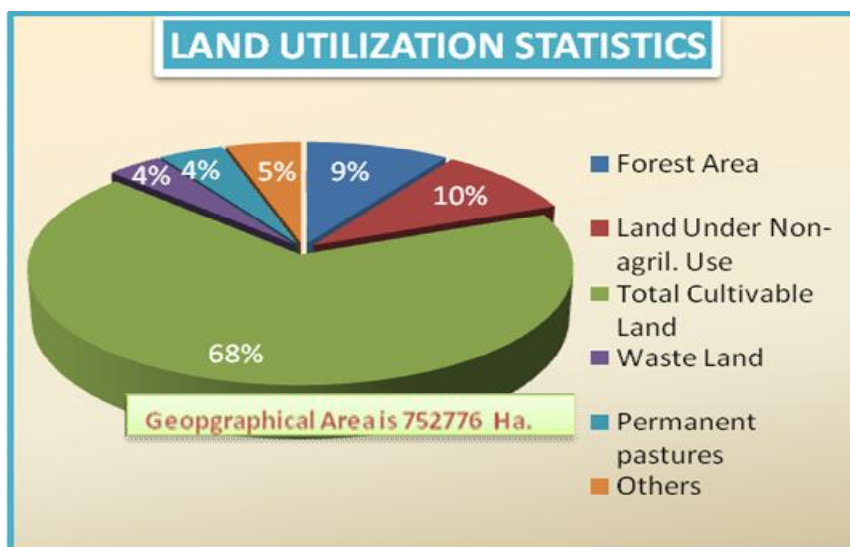 LAND UTILIZATION STATISTICS
4%
4%
5%
9%
10%
68%
Geopgraphical Area is 752776 Ha.
Forest Area
Land Under Non-
agril. Use
Total Cultivable
Land
Waste Land
Permanent
pastures
Others